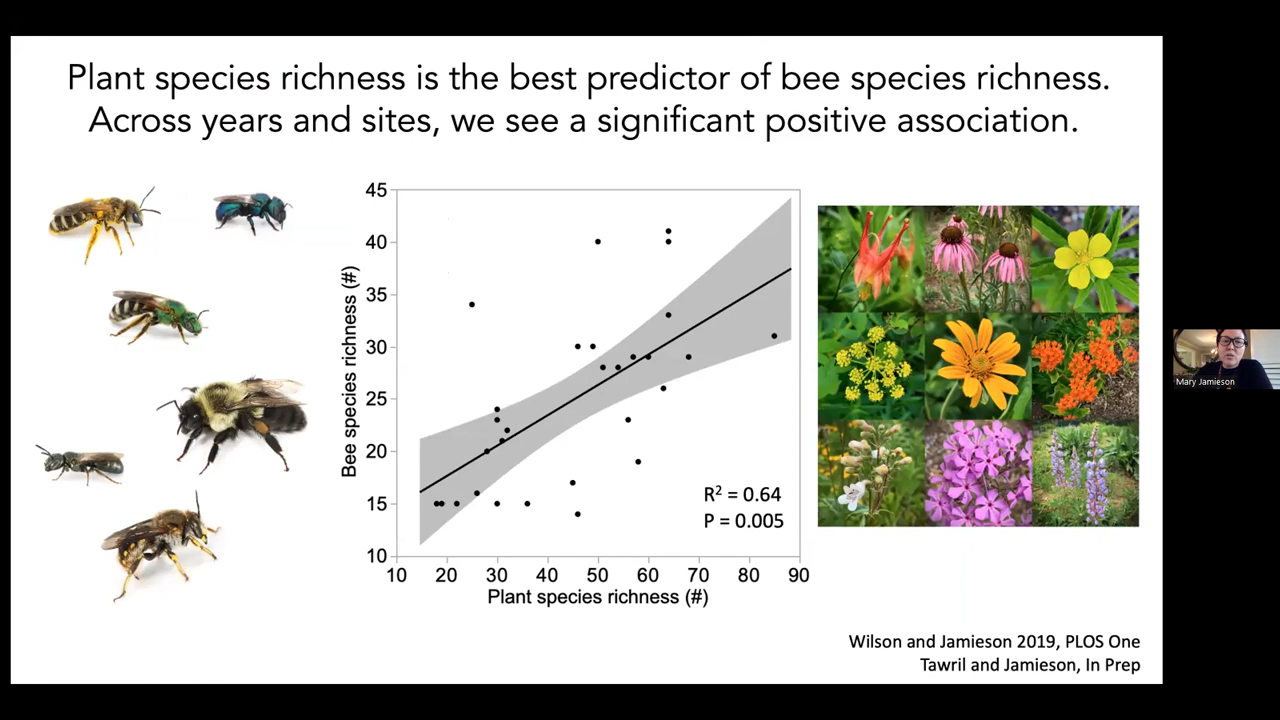 Plant species richness is the best predictor of bee species richness.
Across years and sites, we see a significant positive association.
Bee species richness (#)
45
40
35
30
25
20
15
10
10 20 30 40 50 60 70 80 90
Plant species richness (#)
R² = 0.64
P = 0.005
Mary Jamieson
Wilson and Jamieson 2019, PLOS One
Tawril and Jamieson, In Prep